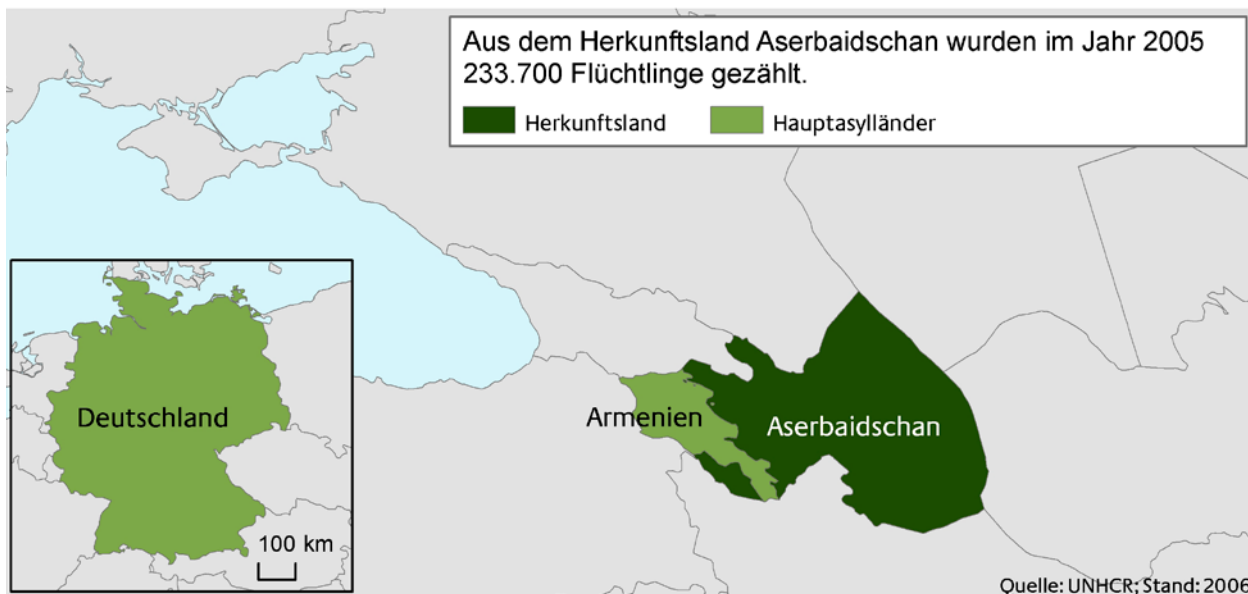 Aus dem Herkunftsland Aserbaidschan wurden im Jahr 2005
233.700 Flüchtlinge gezählt.
Herkunftsland Hauptasylländer
Deutschland
Armenien
Aserbaidschan
100 km
Quelle: UNHCR; Stand: 2006